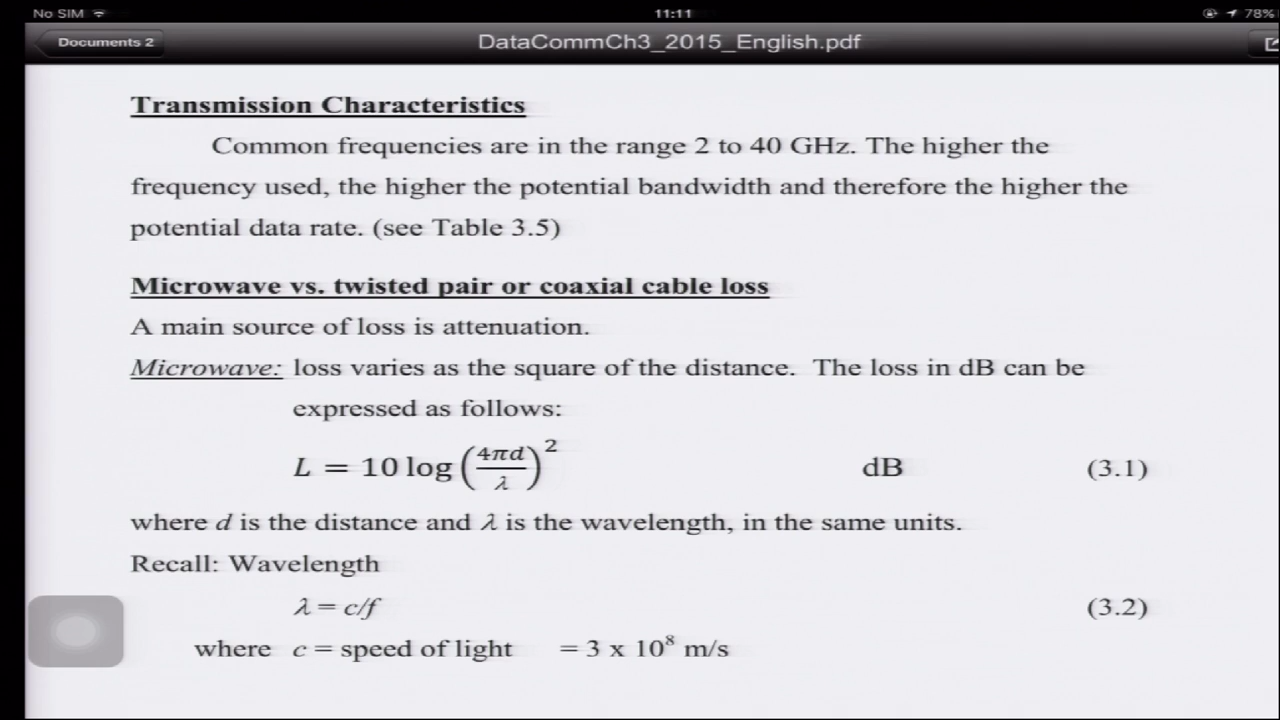 No SIM 11:11 78%
Documents 2 DataCommCh3_2015_English.pdf
Transmission Characteristics
Common frequencies are in the range 2 to 40 GHz. The higher the
frequency used, the higher the potential bandwidth and therefore the higher the
potential data rate. (see Table 3.5)
Microwave vs. twisted pair or coaxial cable loss
A main source of loss is attenuation.
Microwave: loss varies as the square of the distance. The loss in dB can be
expressed as follows:
L = 10 log (4πd/λ)² dB (3.1)
where d is the distance and λ is the wavelength, in the same units.
Recall: Wavelength
λ = c/f (3.2)
where c = speed of light = 3 x 10⁸ m/s